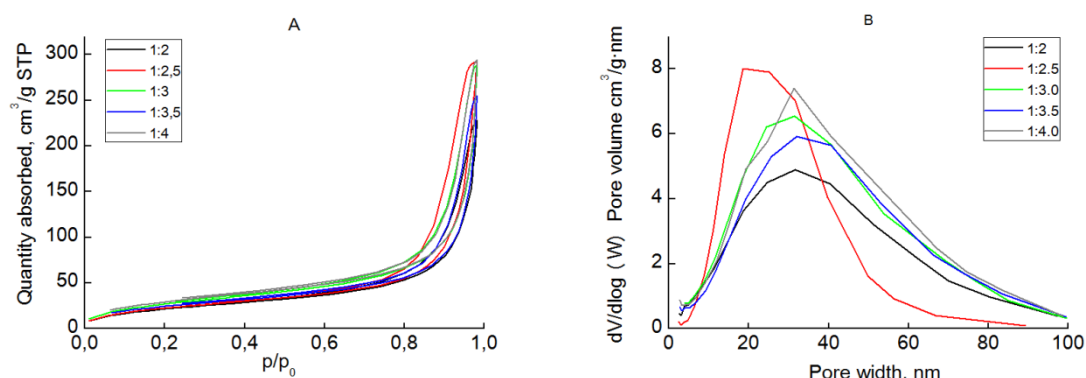 A
Quantity absorbed, cm³/g STP
300
250
200
150
100
50
0
1:2
1:2,5
1:3
1:3,5
1:4
0,0 0,2 0,4 0,6 0,8 1,0
p/p₀
B
dV/dlog (W) Pore volume cm³/g·nm
8
6
4
2
0
1:2
1:2.5
1:3.0
1:3.5
1:4.0
20 40 60 80 100
Pore width, nm